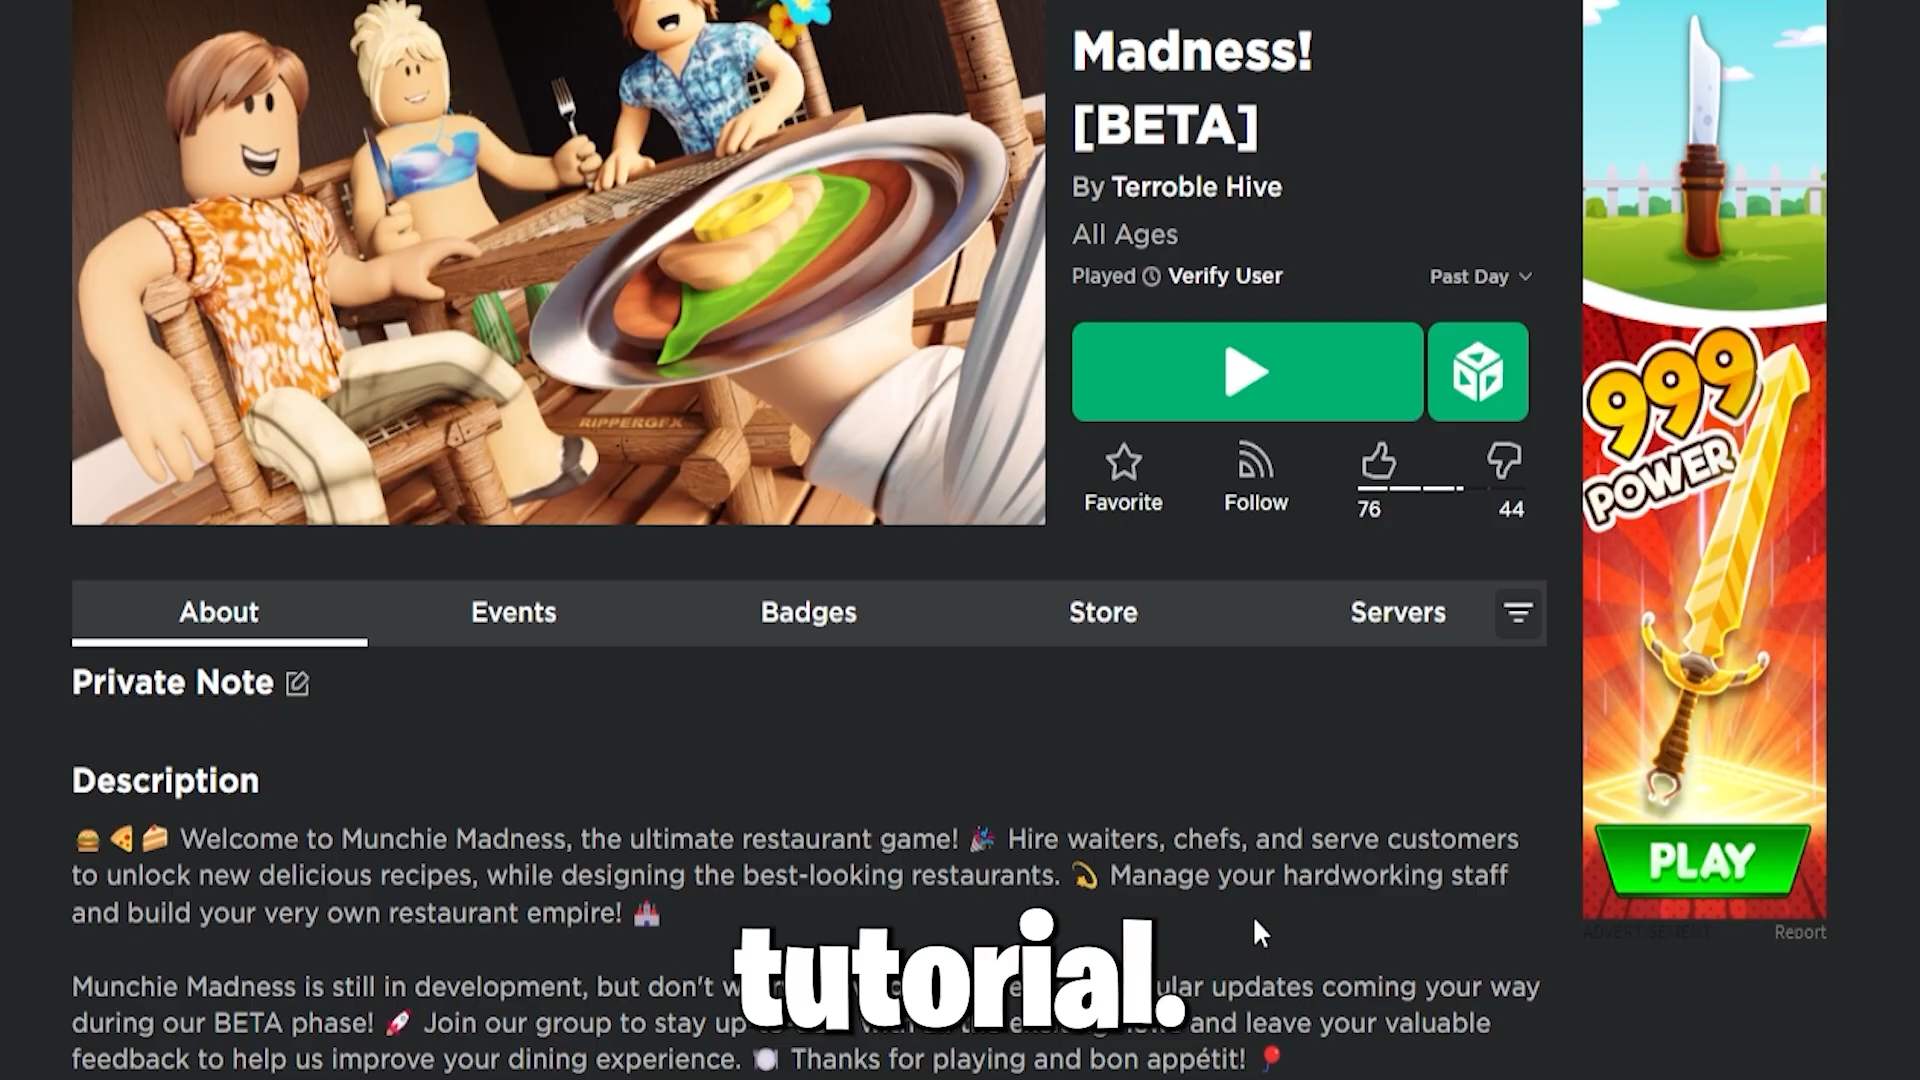 Madness!
[BETA]
By Terroble Hive
All Ages
Played Verify User
Past Day
Favorite
Follow
76
44
RIPPERGFX
999
POWER
PLAY
ADVERTISEMENT
Report
About
Events
Badges
Store
Servers
Private Note
Description
🍔🍕🍰 Welcome to Munchie Madness, the ultimate restaurant game! 🎉 Hire waiters, chefs, and serve customers
to unlock new delicious recipes, while designing the best-looking restaurants. 💫 Manage your hardworking staff
and build your very own restaurant empire! 🏰
Munchie Madness is still in development, but don't updates coming your way
during our BETA phase! 🚀 Join our group to stay up and leave your valuable
feedback to help us improve your dining experience. 🍽️ Thanks for playing and bon appétit! 🎈
tutorial.